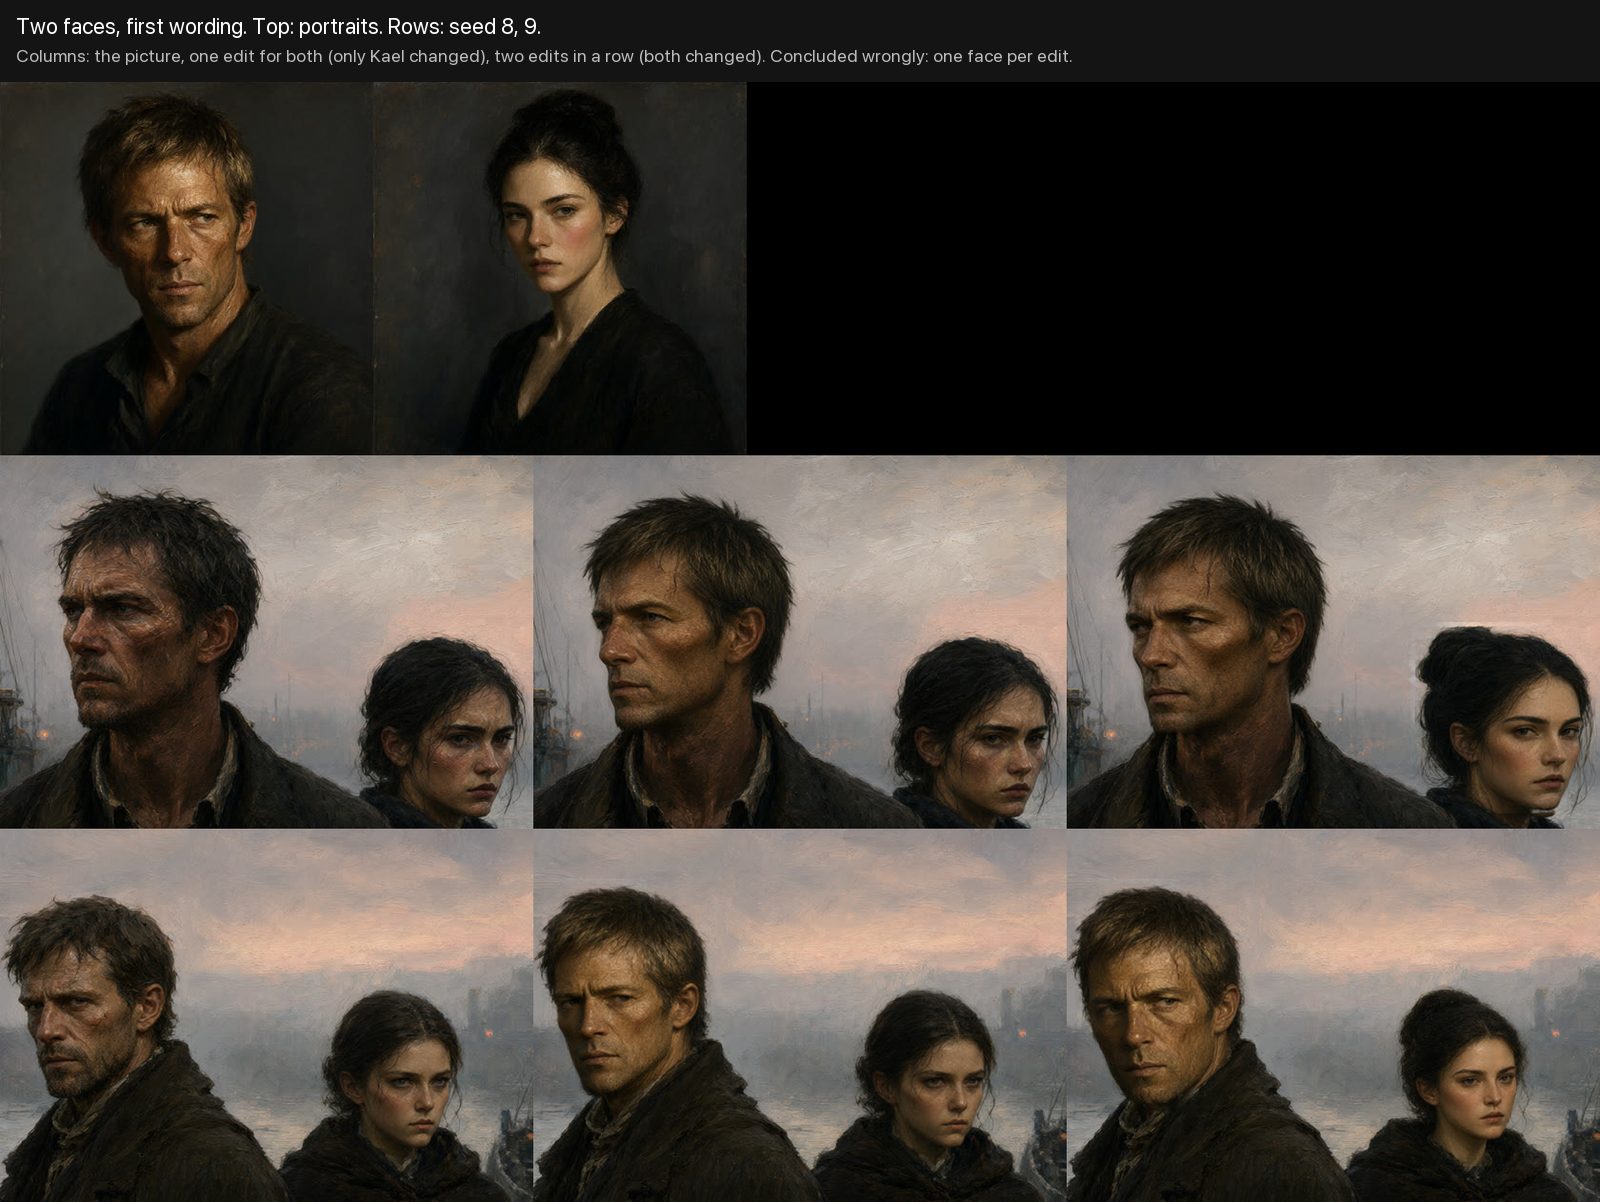 Two faces, first wording. Top: portraits. Rows: seed 8, 9.
Columns: the picture, one edit for both (only Kael changed), two edits in a row (both changed). Concluded wrongly: one face per edit.